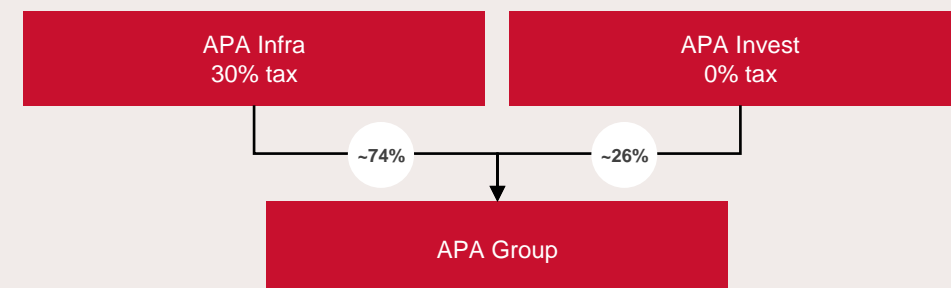 APA Infra
30% tax
APA Invest
0% tax
~74%
~26%
APA Group